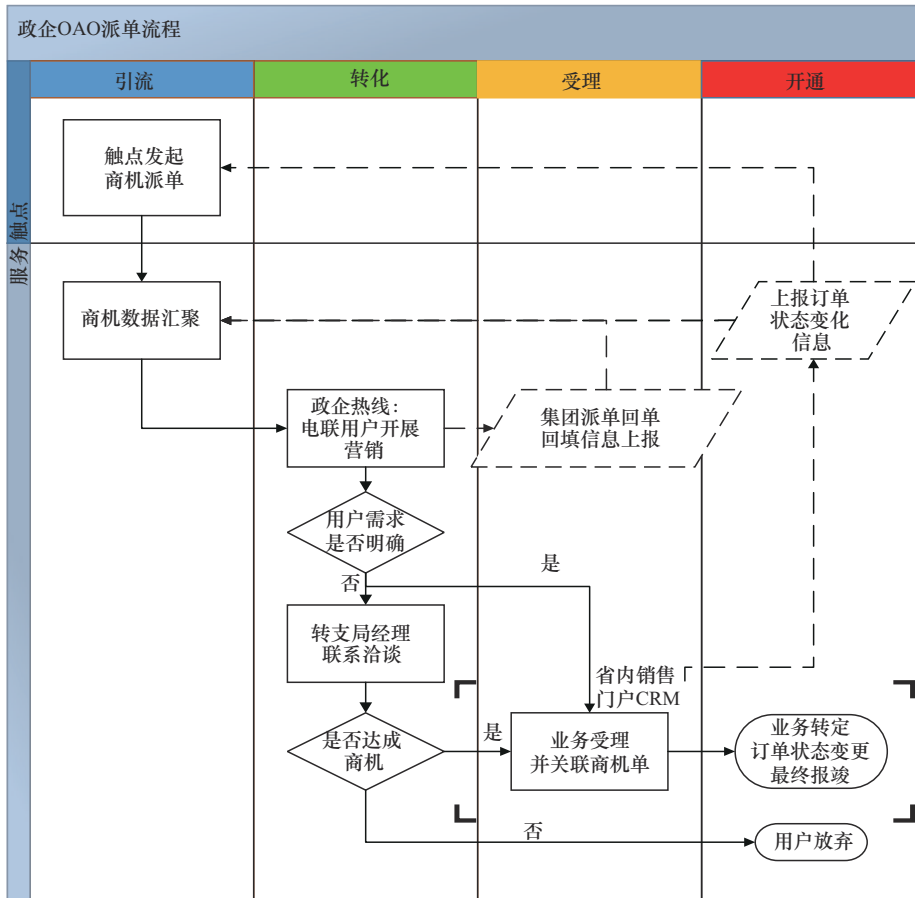 政企OAO派单流程
引流
转化
受理
开通
触点
服务
触点发起
商机派单
商机数据汇聚
上报订单
状态变化
信息
政企热线：
电联用户开展
营销
集团派单回单
回填信息上报
用户需求
是否明确
否
是
转支局经理
联系洽谈
省内销售
门户CRM
是否达成
商机
是
业务受理
并关联商机单
业务转定
订单状态变更
最终报竣
否
用户放弃